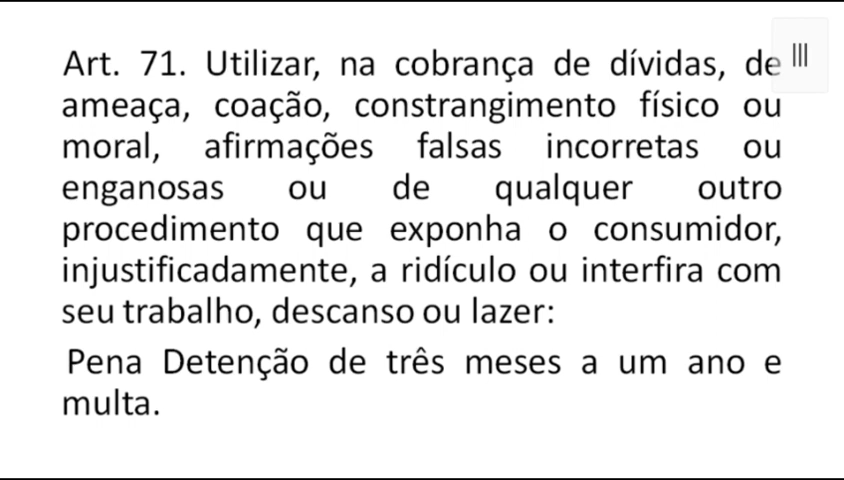 Art. 71. Utilizar, na cobrança de dívidas, de
ameaça, coação, constrangimento físico ou
moral, afirmações falsas incorretas ou
enganosas ou de qualquer outro
procedimento que exponha o consumidor,
injustificadamente, a ridículo ou interfira com
seu trabalho, descanso ou lazer:
Pena Detenção de três meses a um ano e
multa.